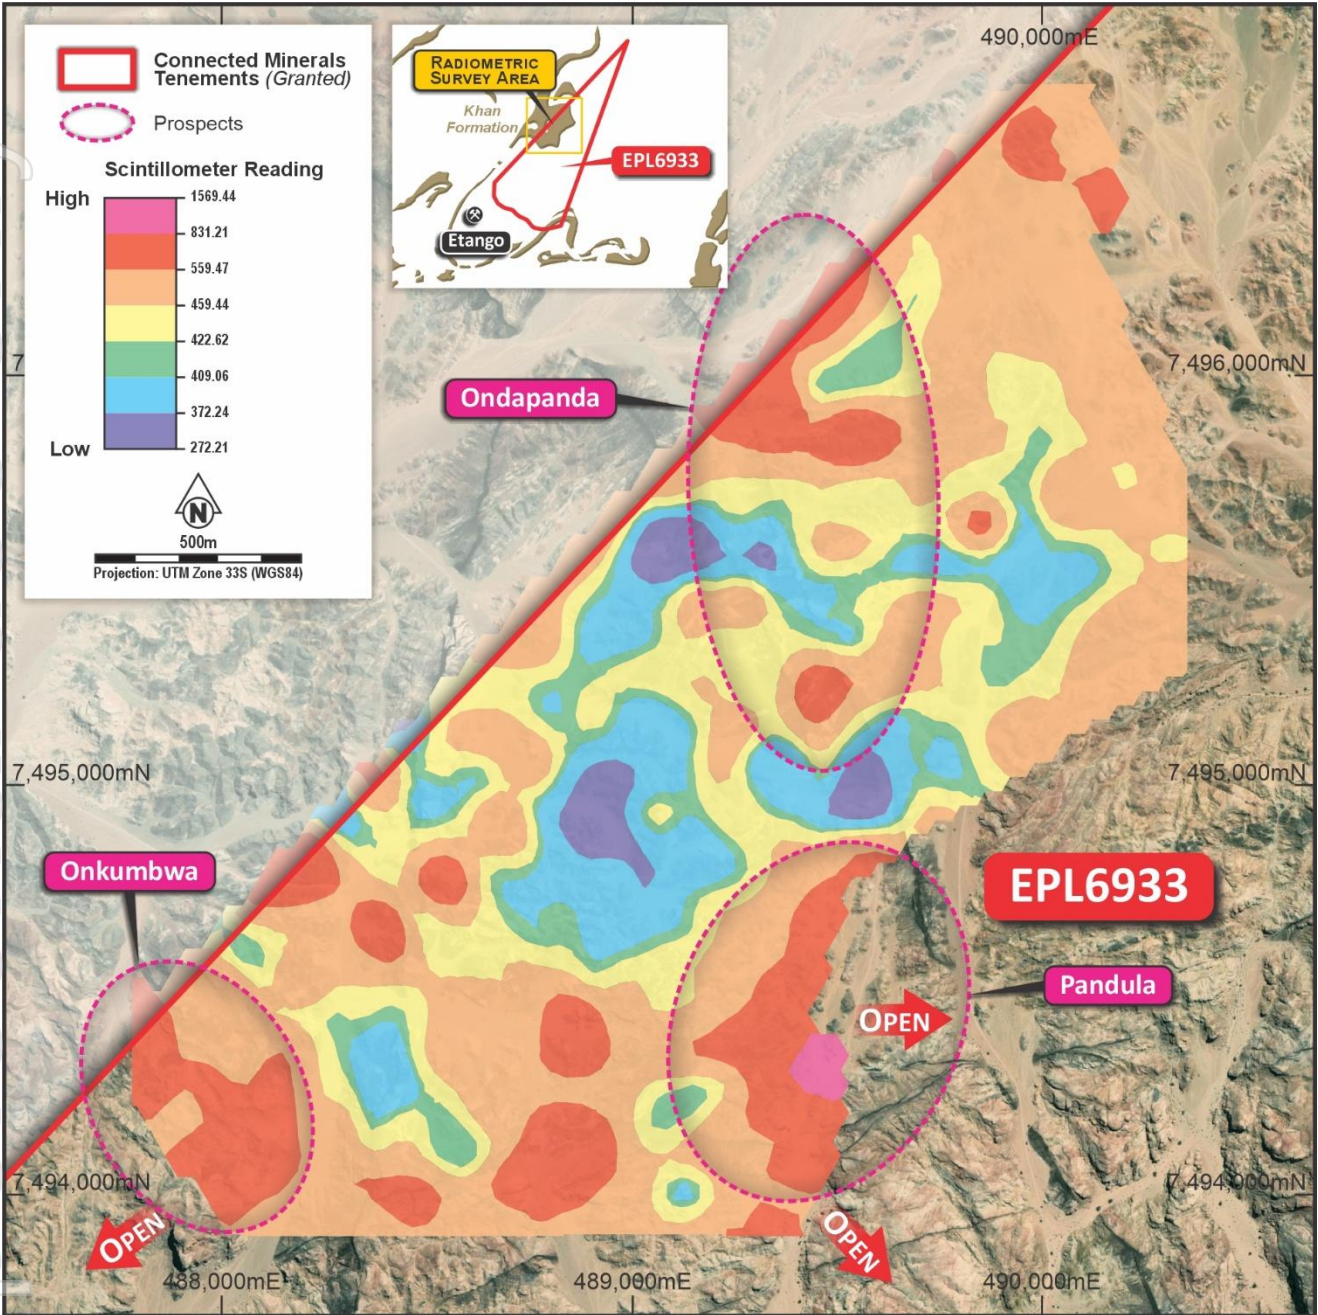 Connected Minerals
Tenements (Granted)
Prospects
Scintillometer Reading
High
1569.44
831.21
559.47
459.44
422.62
409.06
372.24
Low
272.21
N
500m
Projection: UTM Zone 33S (WGS84)
RADIOMETRIC
SURVEY AREA
Khan
Formation
EPL6933
Etango
490,000mE
7
7,496,000mN
Ondapanda
7,495,000mN
7,495,000mN
Onkumbwa
EPL6933
Pandula
OPEN
7,494,000mN
7,494,000mN
OPEN
OPEN
488,000mE
489,000mE
490,000mE